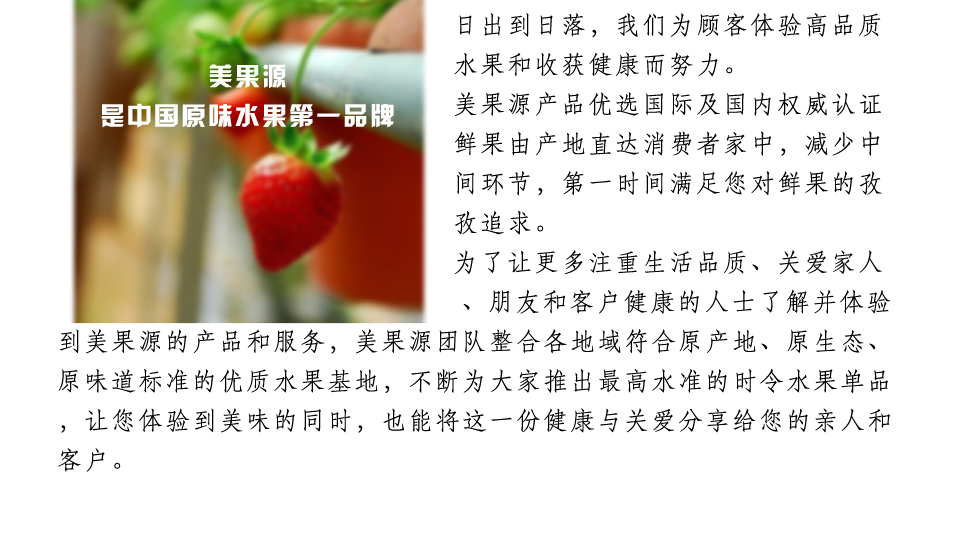 美果源
是中国原味水果第一品牌
日出到日落，我们为顾客体验高品质
水果和收获健康而努力。
美果源产品优选国际及国内权威认证
鲜果由产地直达消费者家中，减少中
间环节，第一时间满足您对鲜果的孜
孜追求。
为了让更多注重生活品质、关爱家人
、朋友和客户健康的人士了解并体验
到美果源的产品和服务，美果源团队整合各地域符合原产地、原生态、
原味道标准的优质水果基地，不断为大家推出最高水准的时令水果单品
，让您体验到美味的同时，也能将这一份健康与关爱分享给您的亲人和
客户。